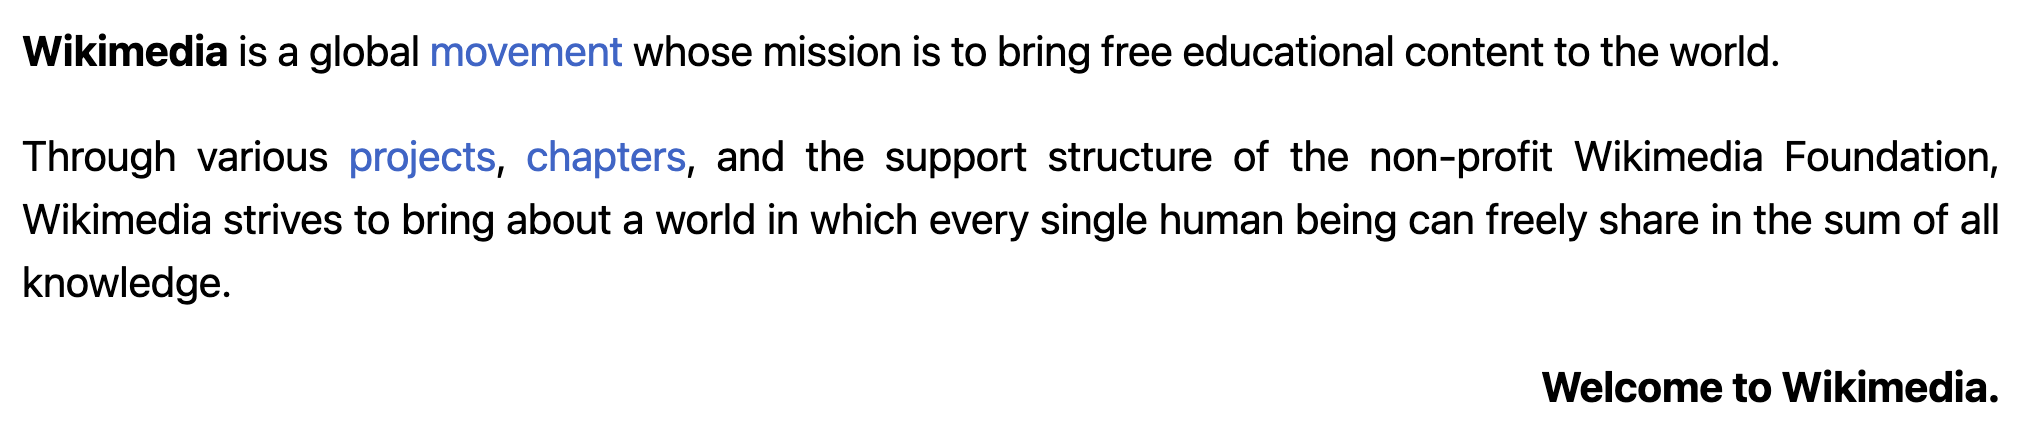 Wikimedia is a global movement whose mission is to bring free educational content to the world.
Through various projects, chapters, and the support structure of the non-profit Wikimedia Foundation,
Wikimedia strives to bring about a world in which every single human being can freely share in the sum of all
knowledge.
Welcome to Wikimedia.